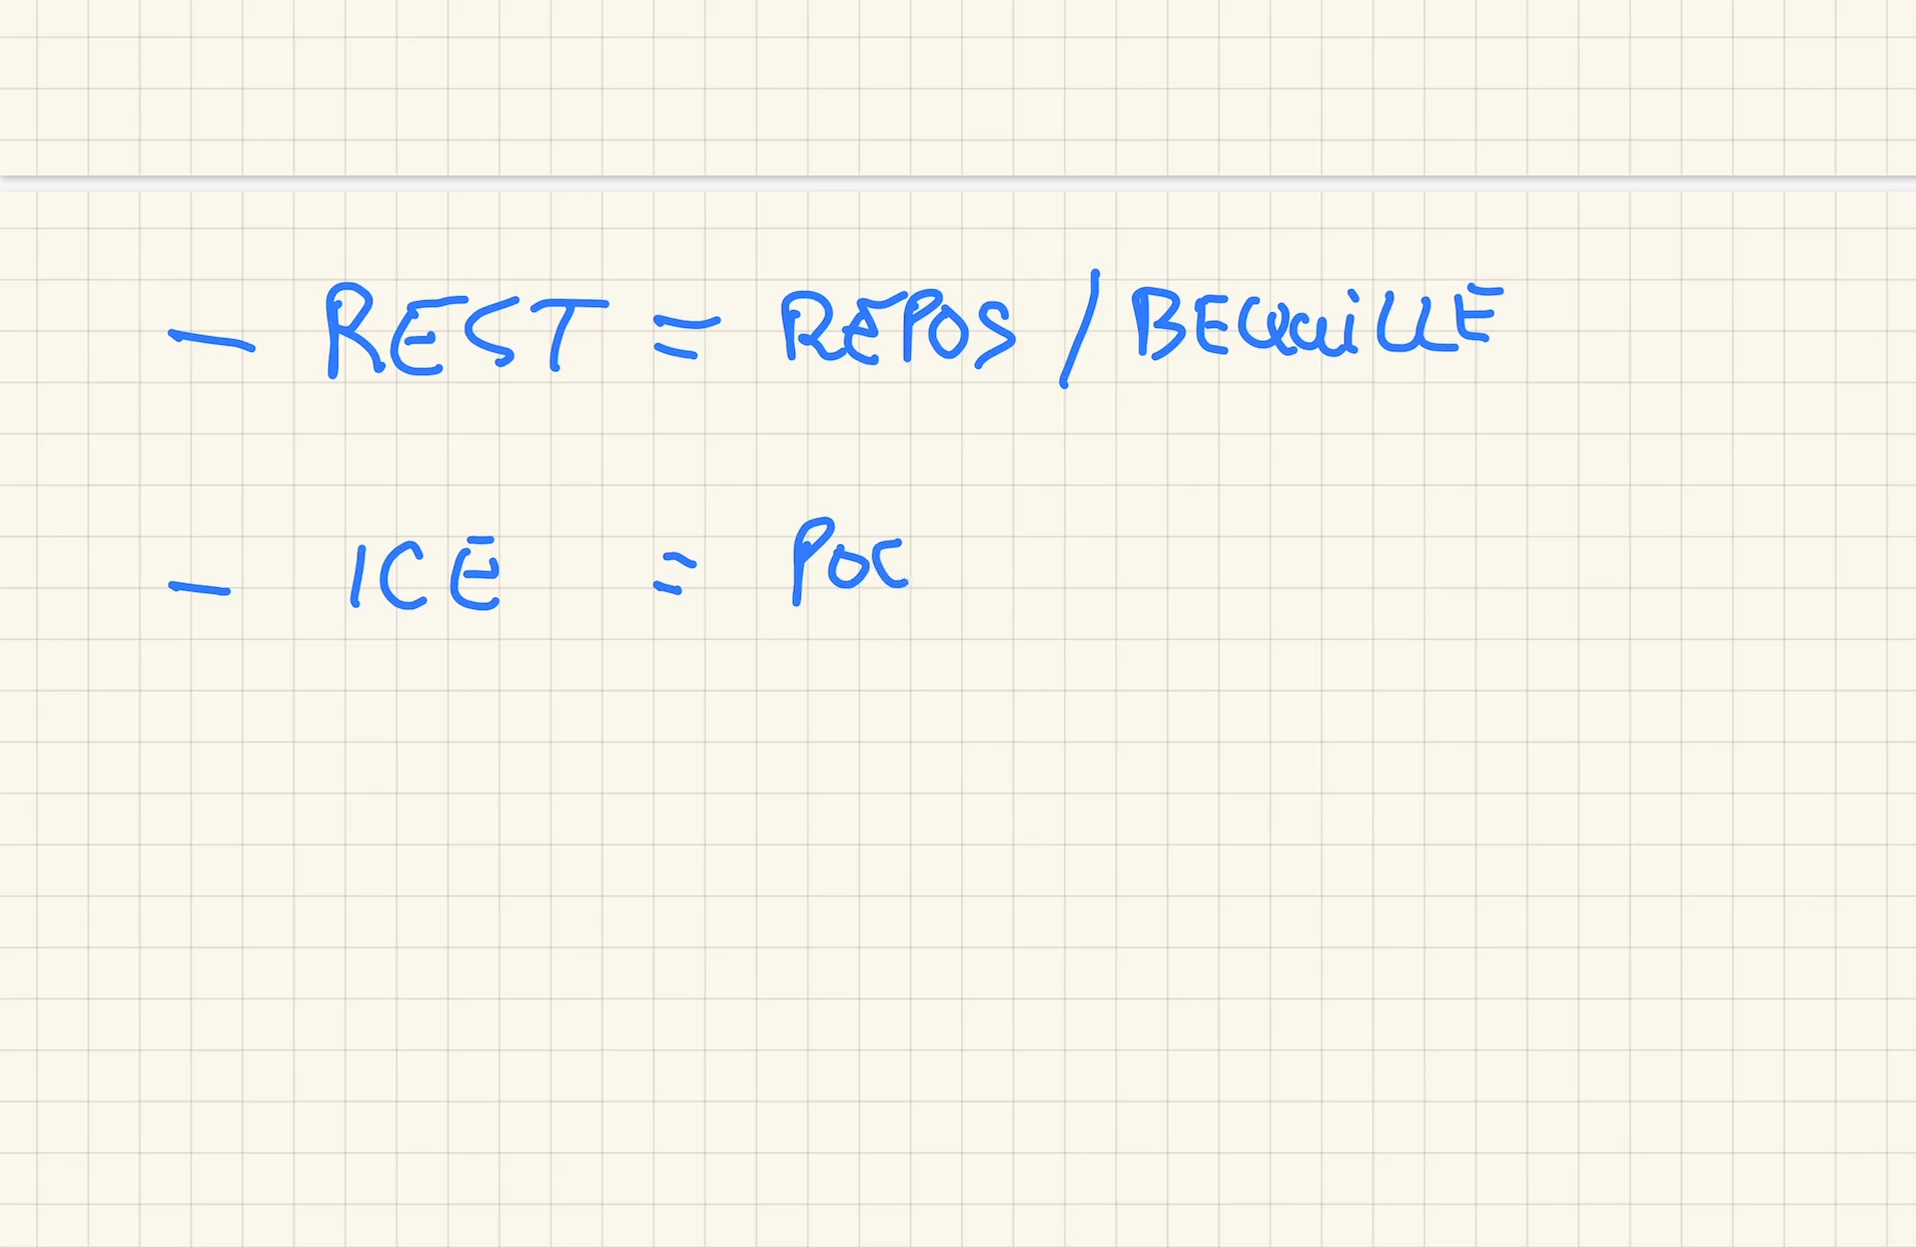 - REST = REPOS / BEQUILLE
- ICE = POC